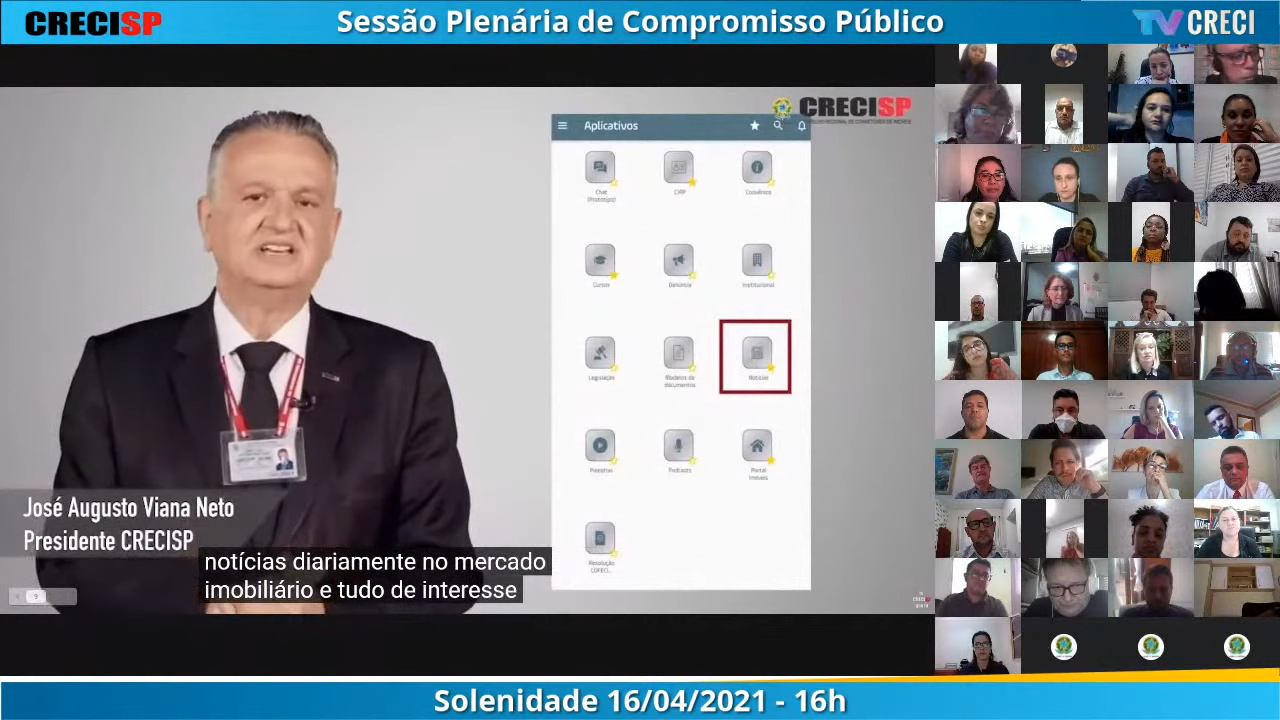 CRECISP
Sessão Plenária de Compromisso Público
TV CRECI
CRECISP
Aplicativos
Chat
(Protótipo)
Convênios
Cursos
Denúncia
Institucional
Legislação
Modelos de
documentos
Notícias
Palestras
Podcasts
Portal
Imóveis
Resolução
COFECI...
José Augusto Viana Neto
Presidente CRECISP
notícias diariamente no mercado
imobiliário e tudo de interesse
Solenidade 16/04/2021 - 16h